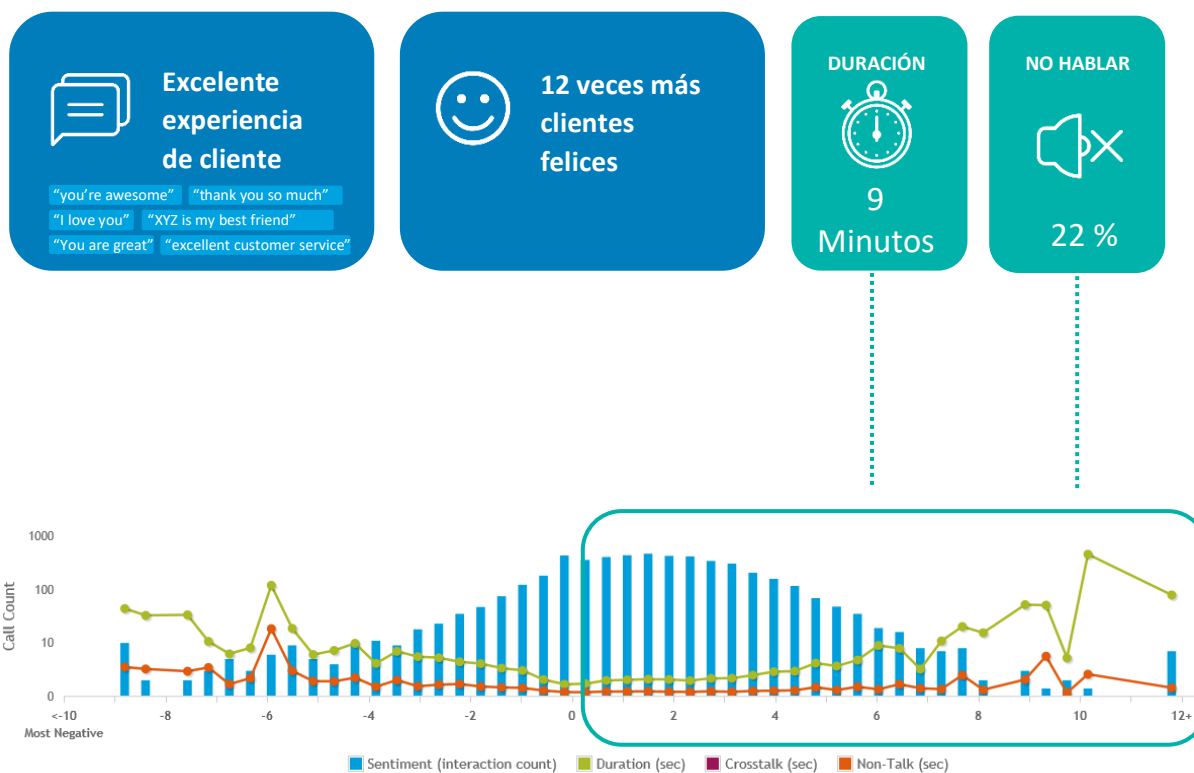 Excelente
experiencia
de cliente
“you’re awesome” “thank you so much”
“I love you” “XYZ is my best friend”
“You are great” “excellent customer service”
12 veces más
clientes
felices
DURACIÓN
9
Minutos
NO HABLAR
22 %
1000
100
10
0
Call Count
<-10 -8 -6 -4 -2 0 2 4 6 8 10 12+
Most Negative
Sentiment (interaction count) Duration (sec) Crosstalk (sec) Non-Talk (sec)